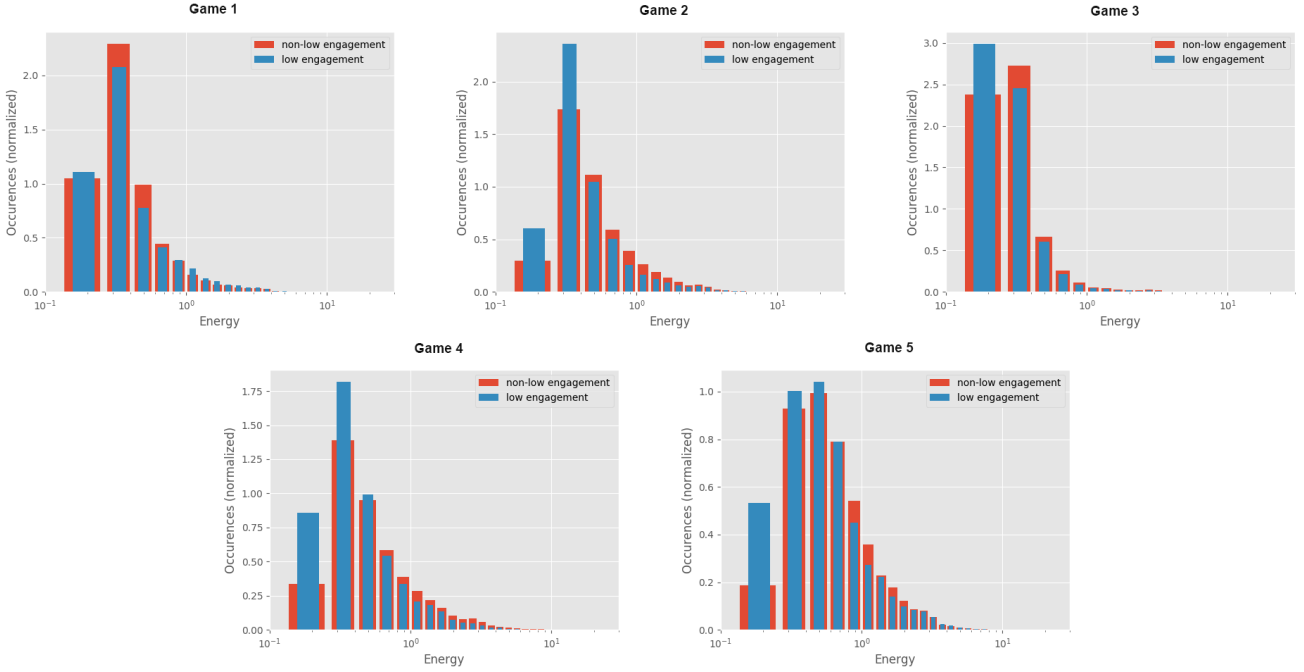 Game 1
non-low engagement
low engagement
Occurences (normalized)
2.0
1.5
1.0
0.5
0.0
10⁻¹
10⁰
10¹
Energy
Game 2
non-low engagement
low engagement
Occurences (normalized)
2.0
1.5
1.0
0.5
0.0
10⁻¹
10⁰
10¹
Energy
Game 3
non-low engagement
low engagement
Occurences (normalized)
3.0
2.5
2.0
1.5
1.0
0.5
0.0
10⁻¹
10⁰
10¹
Energy
Game 4
non-low engagement
low engagement
Occurences (normalized)
1.75
1.50
1.25
1.00
0.75
0.50
0.25
0.00
10⁻¹
10⁰
10¹
Energy
Game 5
non-low engagement
low engagement
Occurences (normalized)
1.0
0.8
0.6
0.4
0.2
0.0
10⁻¹
10⁰
10¹
Energy